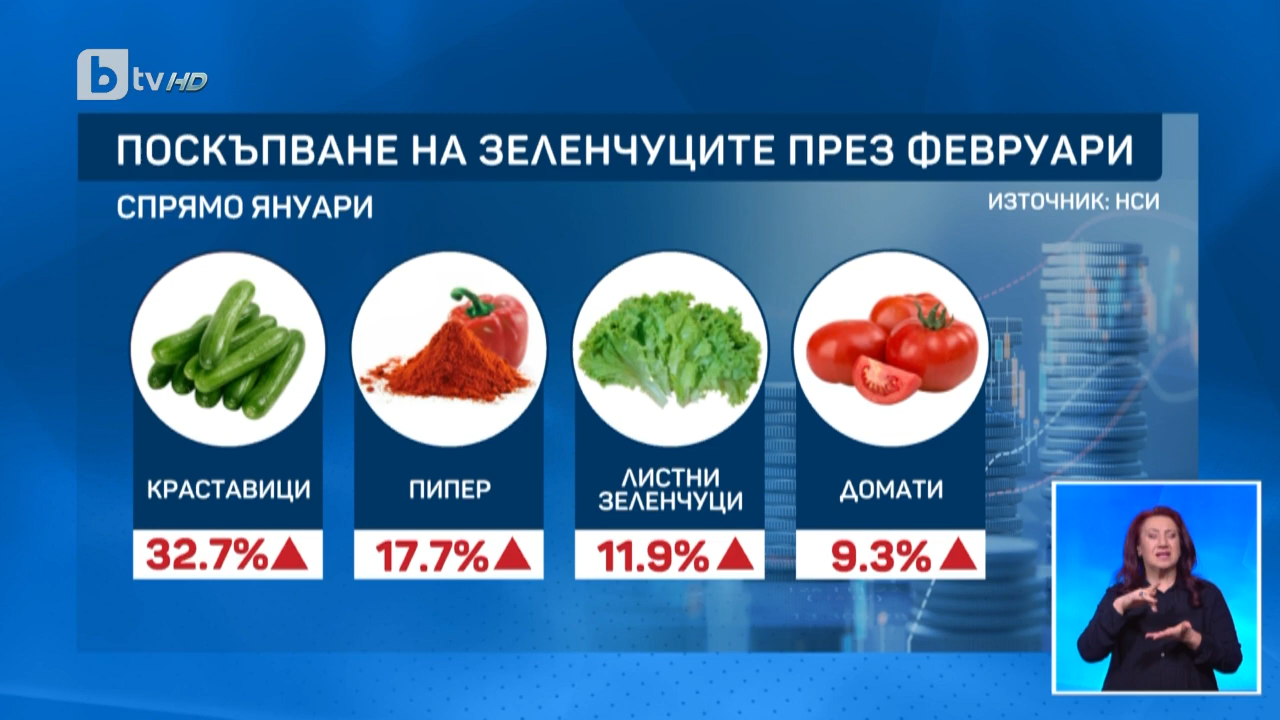 btv HD
ПОСКЪПВАНЕ НА ЗЕЛЕНЧУЦИТЕ ПРЕЗ ФЕВРУАРИ
СПРЯМО ЯНУАРИ
ИЗТОЧНИК: НСИ
КРАСТАВИЦИ
32.7%
ПИПЕР
17.7%
ЛИСТНИ
ЗЕЛЕНЧУЦИ
11.9%
ДОМАТИ
9.3%